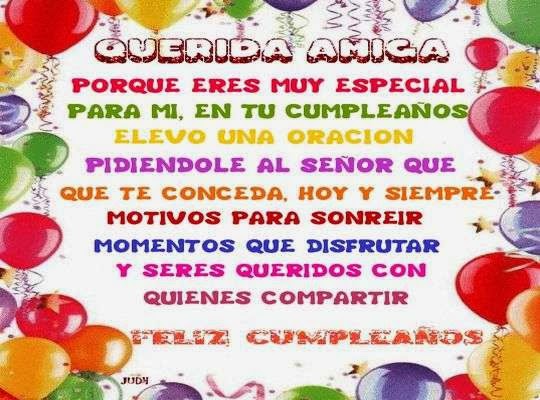 QUERIDA AMIGA
PORQUE ERES MUY ESPECIAL
PARA MI, EN TU CUMPLEAÑOS
ELEVO UNA ORACION
PIDIENDOLE AL SEÑOR QUE
QUE TE CONCEDA, HOY Y SIEMPRE
MOTIVOS PARA SONREIR
MOMENTOS QUE DISFRUTAR
Y SERES QUERIDOS CON
QUIENES COMPARTIR
FELIZ CUMPLEAÑOS
JUDY